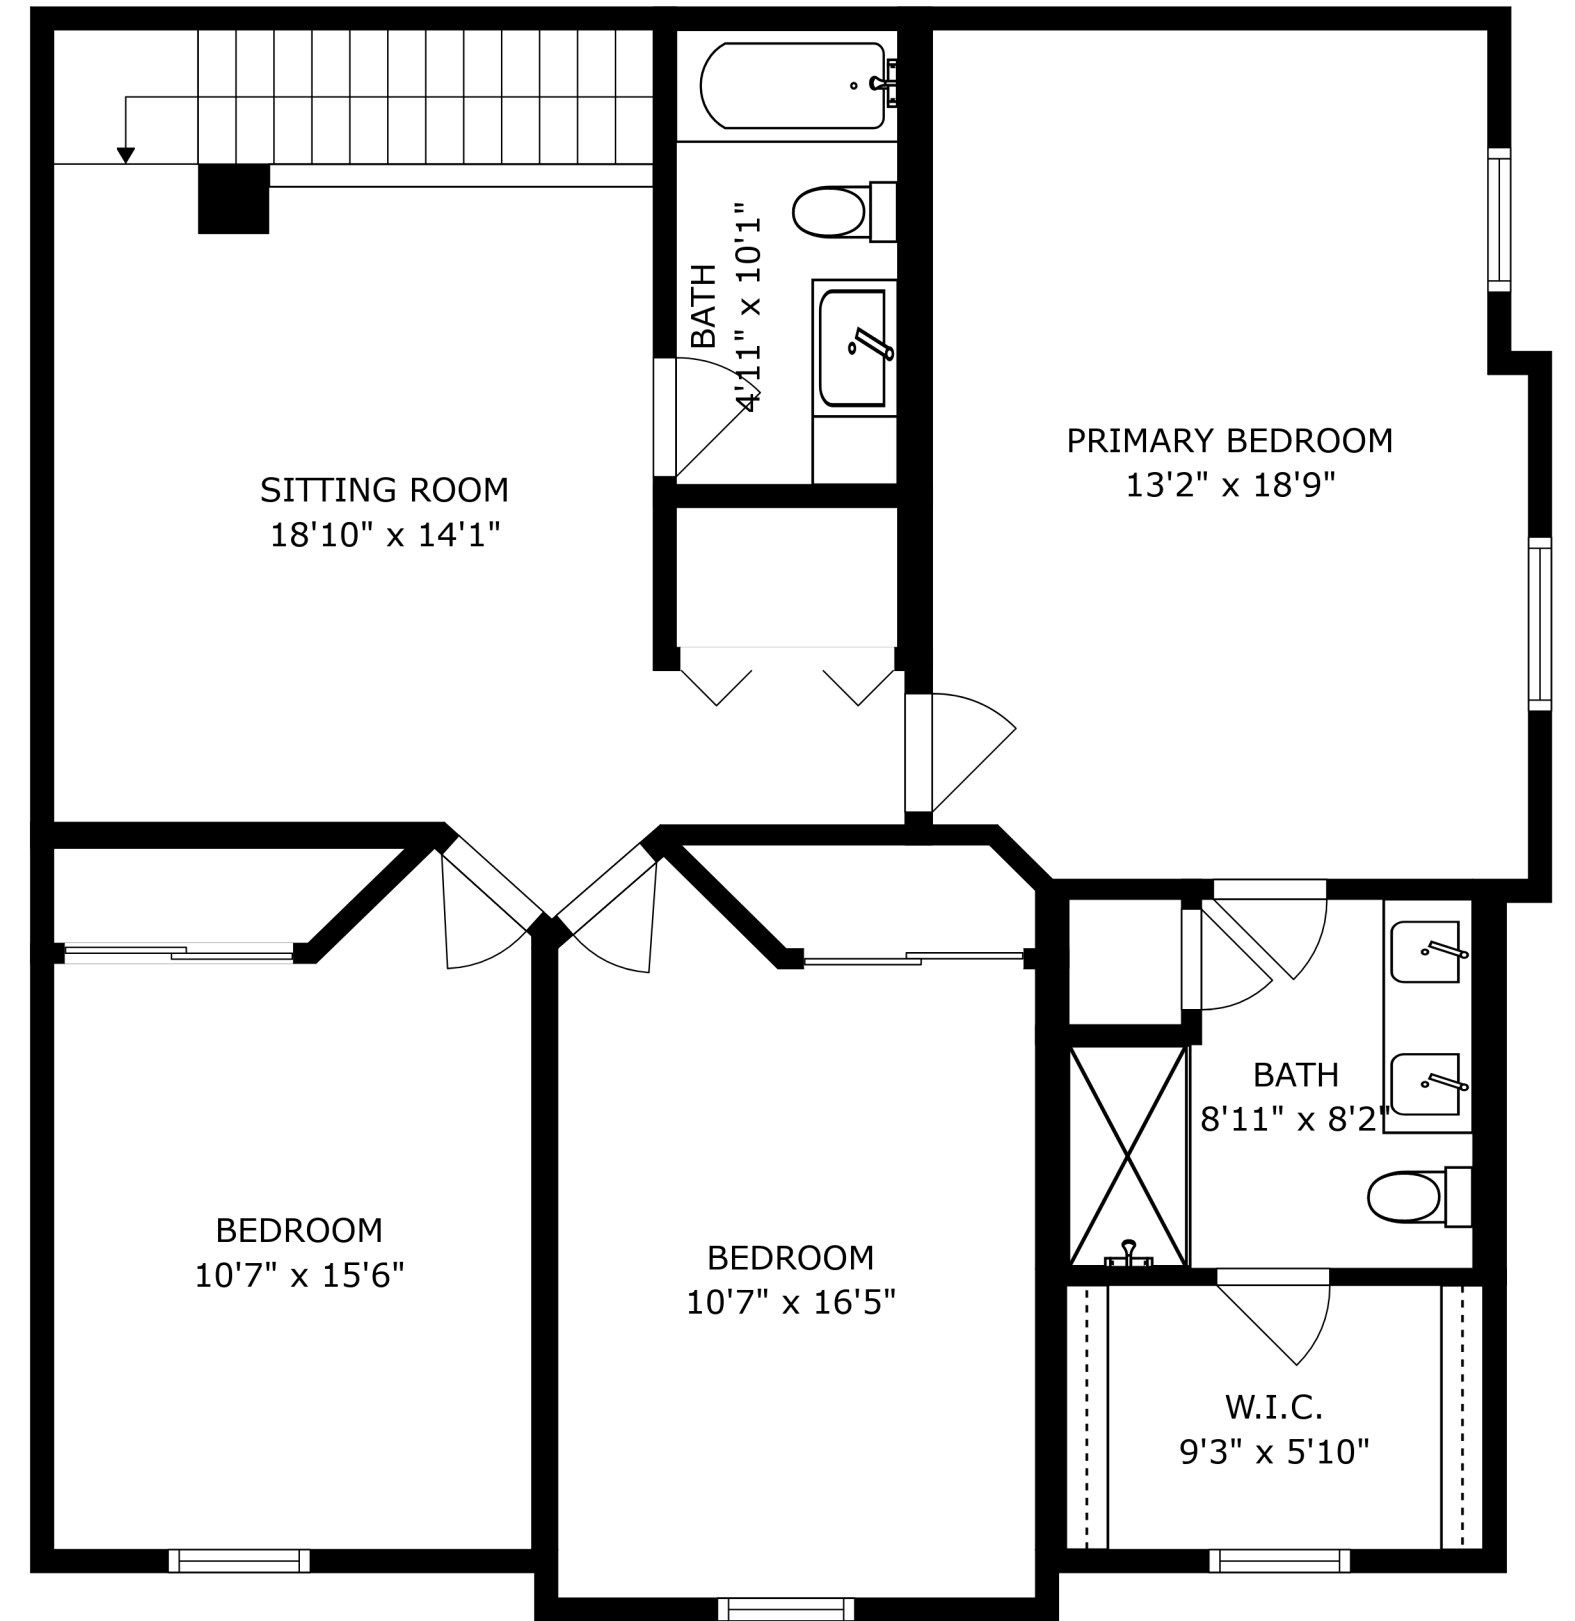 BATH
4'11" x 10'1"
PRIMARY BEDROOM
13'2" x 18'9"
SITTING ROOM
18'10" x 14'1"
BATH
8'11" x 8'2"
BEDROOM
10'7" x 15'6"
BEDROOM
10'7" x 16'5"
W.I.C.
9'3" x 5'10"